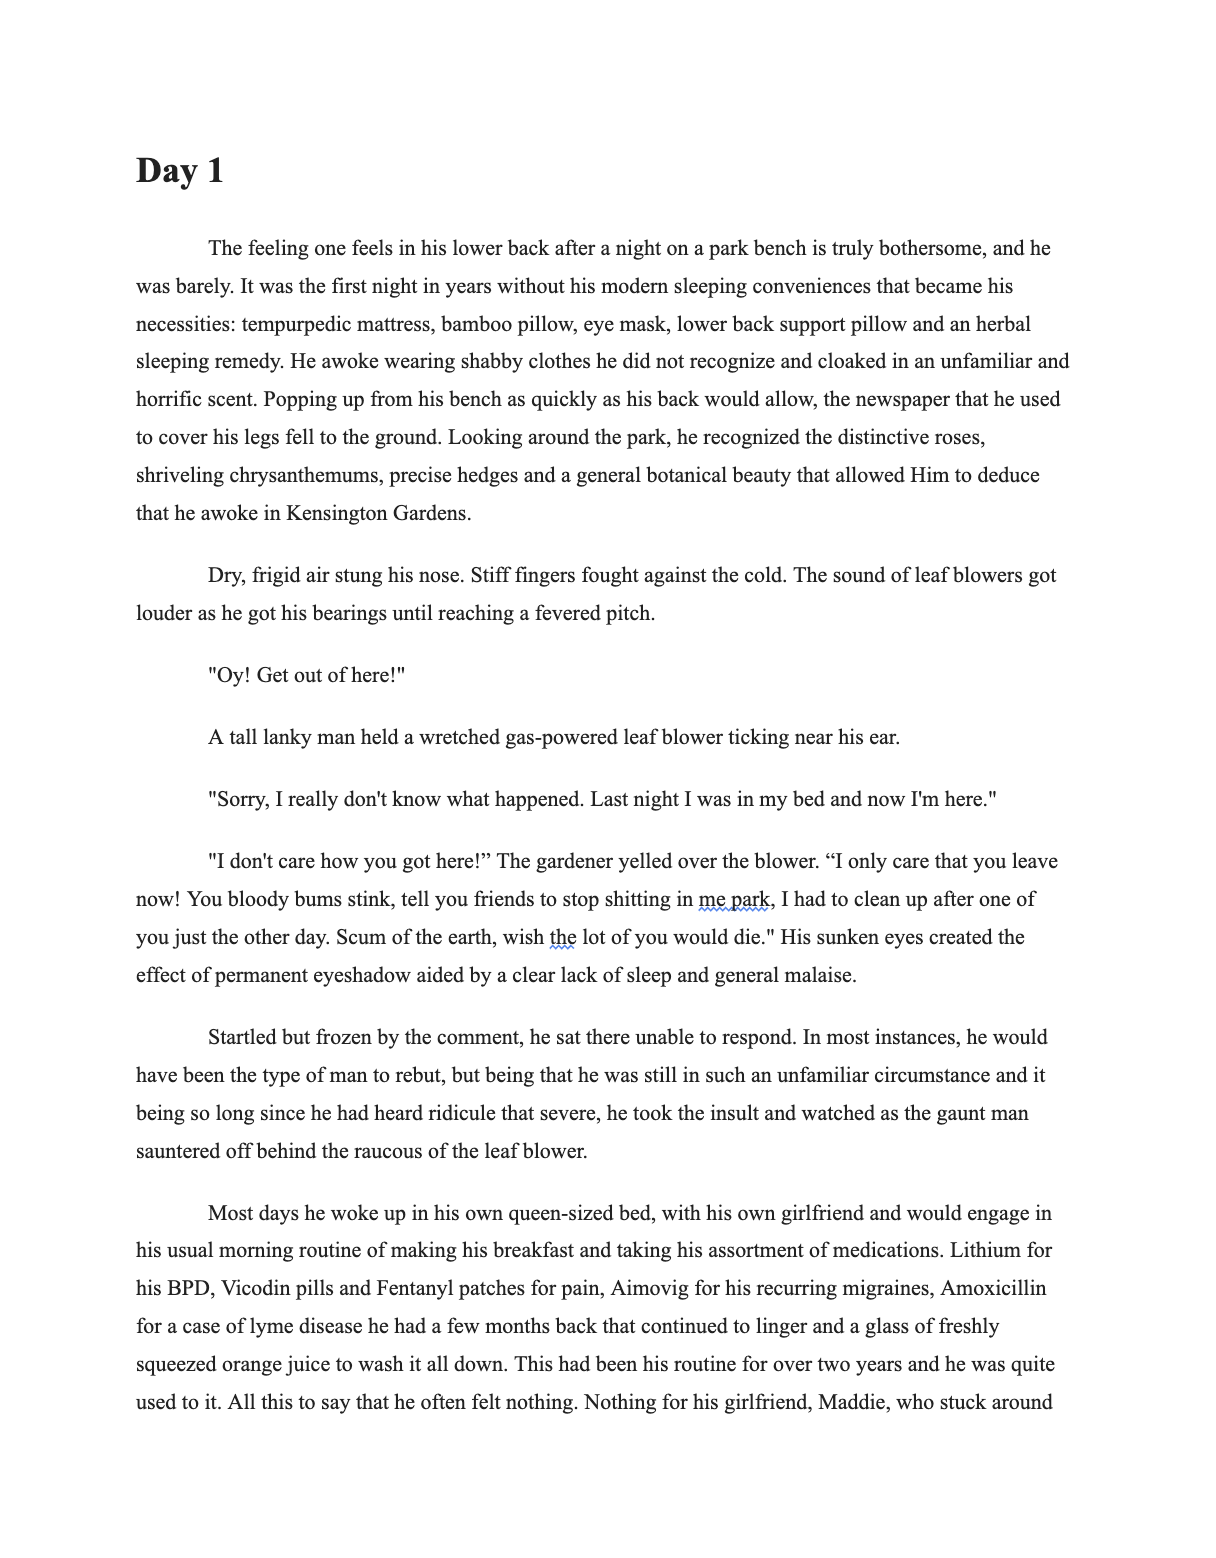 Day 1
The feeling one feels in his lower back after a night on a park bench is truly bothersome, and he
was barely. It was the first night in years without his modern sleeping conveniences that became his
necessities: tempurpedic mattress, bamboo pillow, eye mask, lower back support pillow and an herbal
sleeping remedy. He awoke wearing shabby clothes he did not recognize and cloaked in an unfamiliar and
horrific scent. Popping up from his bench as quickly as his back would allow, the newspaper that he used
to cover his legs fell to the ground. Looking around the park, he recognized the distinctive roses,
shriveling chrysanthemums, precise hedges and a general botanical beauty that allowed Him to deduce
that he awoke in Kensington Gardens.
Dry, frigid air stung his nose. Stiff fingers fought against the cold. The sound of leaf blowers got
louder as he got his bearings until reaching a fevered pitch.
"Oy! Get out of here!"
A tall lanky man held a wretched gas-powered leaf blower ticking near his ear.
"Sorry, I really don't know what happened. Last night I was in my bed and now I'm here."
"I don't care how you got here!” The gardener yelled over the blower. “I only care that you leave
now! You bloody bums stink, tell you friends to stop shitting in me park, I had to clean up after one of
you just the other day. Scum of the earth, wish the lot of you would die." His sunken eyes created the
effect of permanent eyeshadow aided by a clear lack of sleep and general malaise.
Startled but frozen by the comment, he sat there unable to respond. In most instances, he would
have been the type of man to rebut, but being that he was still in such an unfamiliar circumstance and it
being so long since he had heard ridicule that severe, he took the insult and watched as the gaunt man
sauntered off behind the raucous of the leaf blower.
Most days he woke up in his own queen-sized bed, with his own girlfriend and would engage in
his usual morning routine of making his breakfast and taking his assortment of medications. Lithium for
his BPD, Vicodin pills and Fentanyl patches for pain, Aimovig for his recurring migraines, Amoxicillin
for a case of lyme disease he had a few months back that continued to linger and a glass of freshly
squeezed orange juice to wash it all down. This had been his routine for over two years and he was quite
used to it. All this to say that he often felt nothing. Nothing for his girlfriend, Maddie, who stuck around